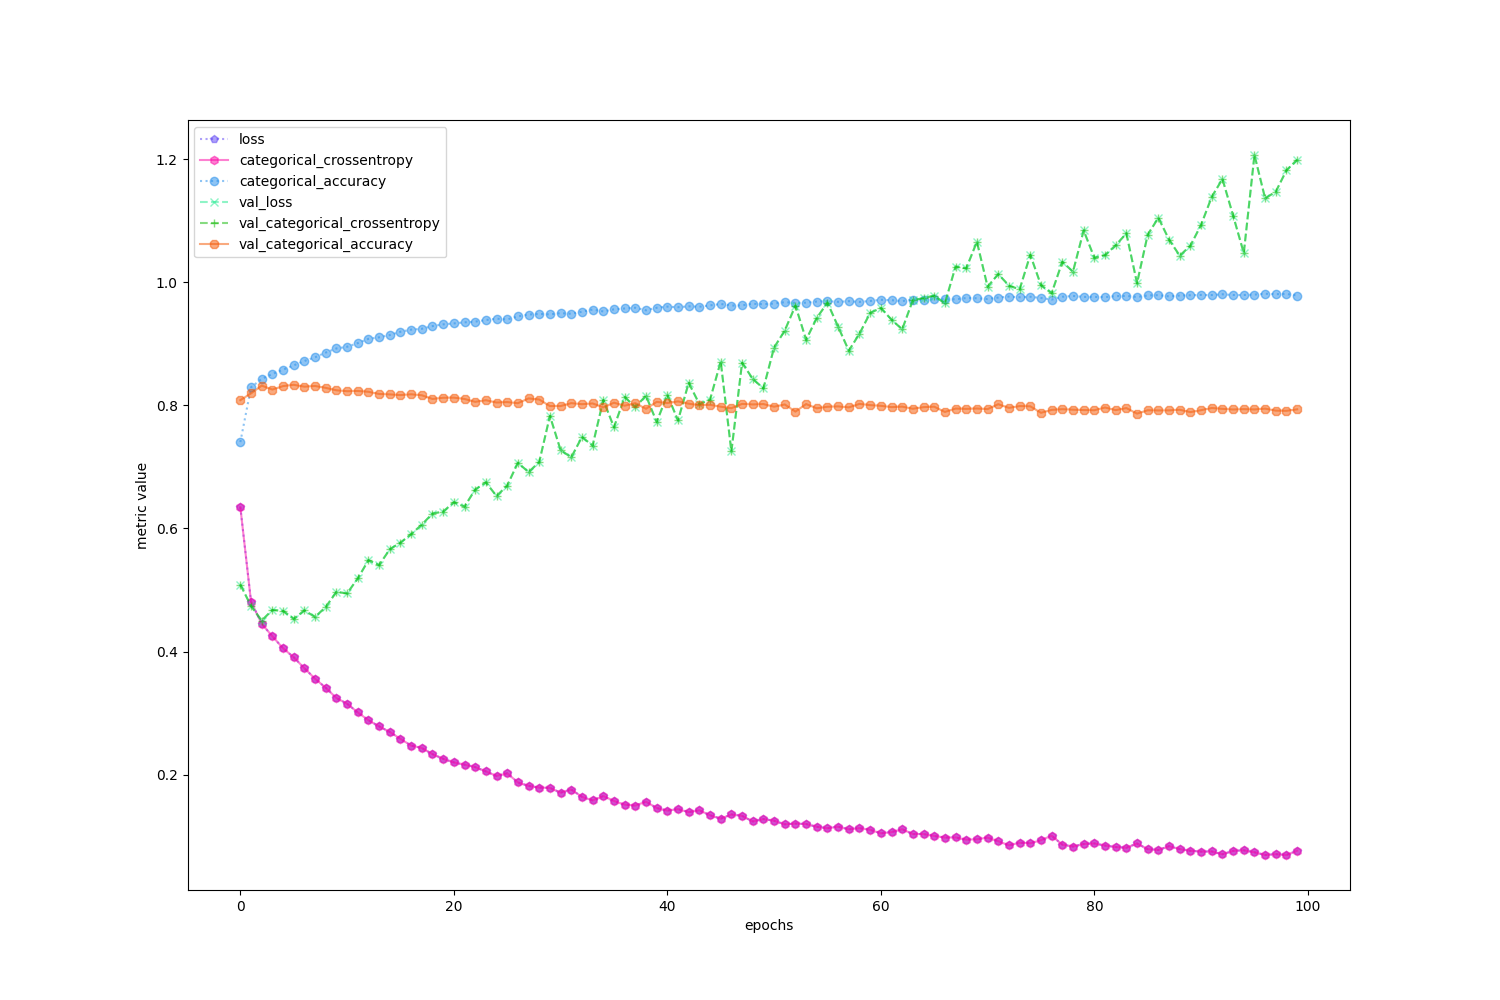 loss
categorical_crossentropy
categorical_accuracy
val_loss
val_categorical_crossentropy
val_categorical_accuracy
1.2
1.0
0.8
0.6
0.4
0.2
metric value
0 20 40 60 80 100
epochs